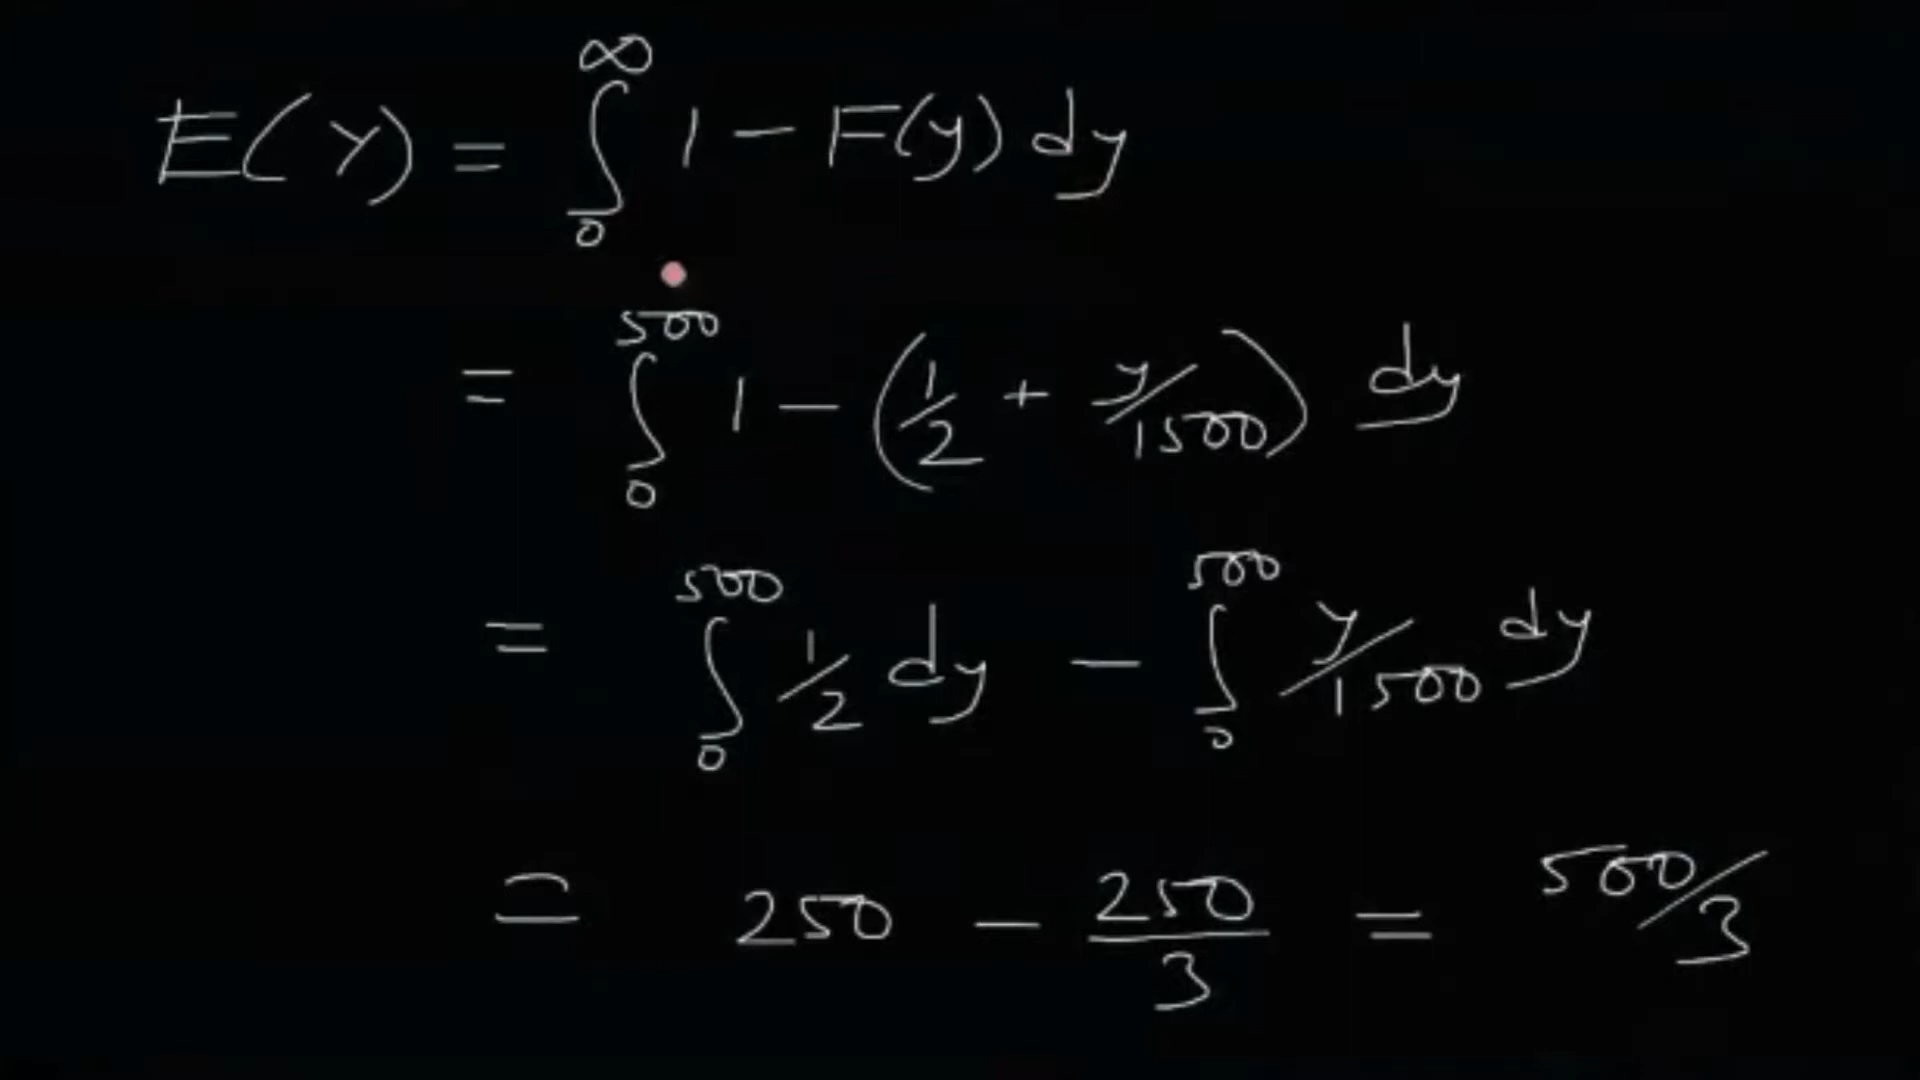 E(Y) = ∫₀^∞ 1 − F(y) dy
= ∫₀^500 1 − (1/2 + y/1500) dy
= ∫₀^500 1/2 dy − ∫₀^500 y/1500 dy
= 250 − 250/3 = 500/3